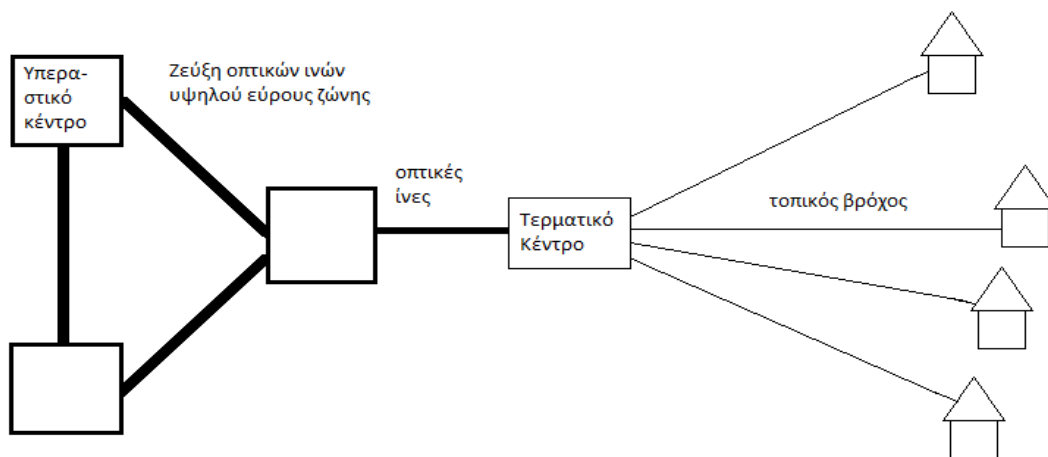 Υπερα-
στικό
κέντρο
Ζεύξη οπτικών ινών
υψηλού εύρους ζώνης
οπτικές
ίνες
Τερματικό
Κέντρο
τοπικός βρόχος